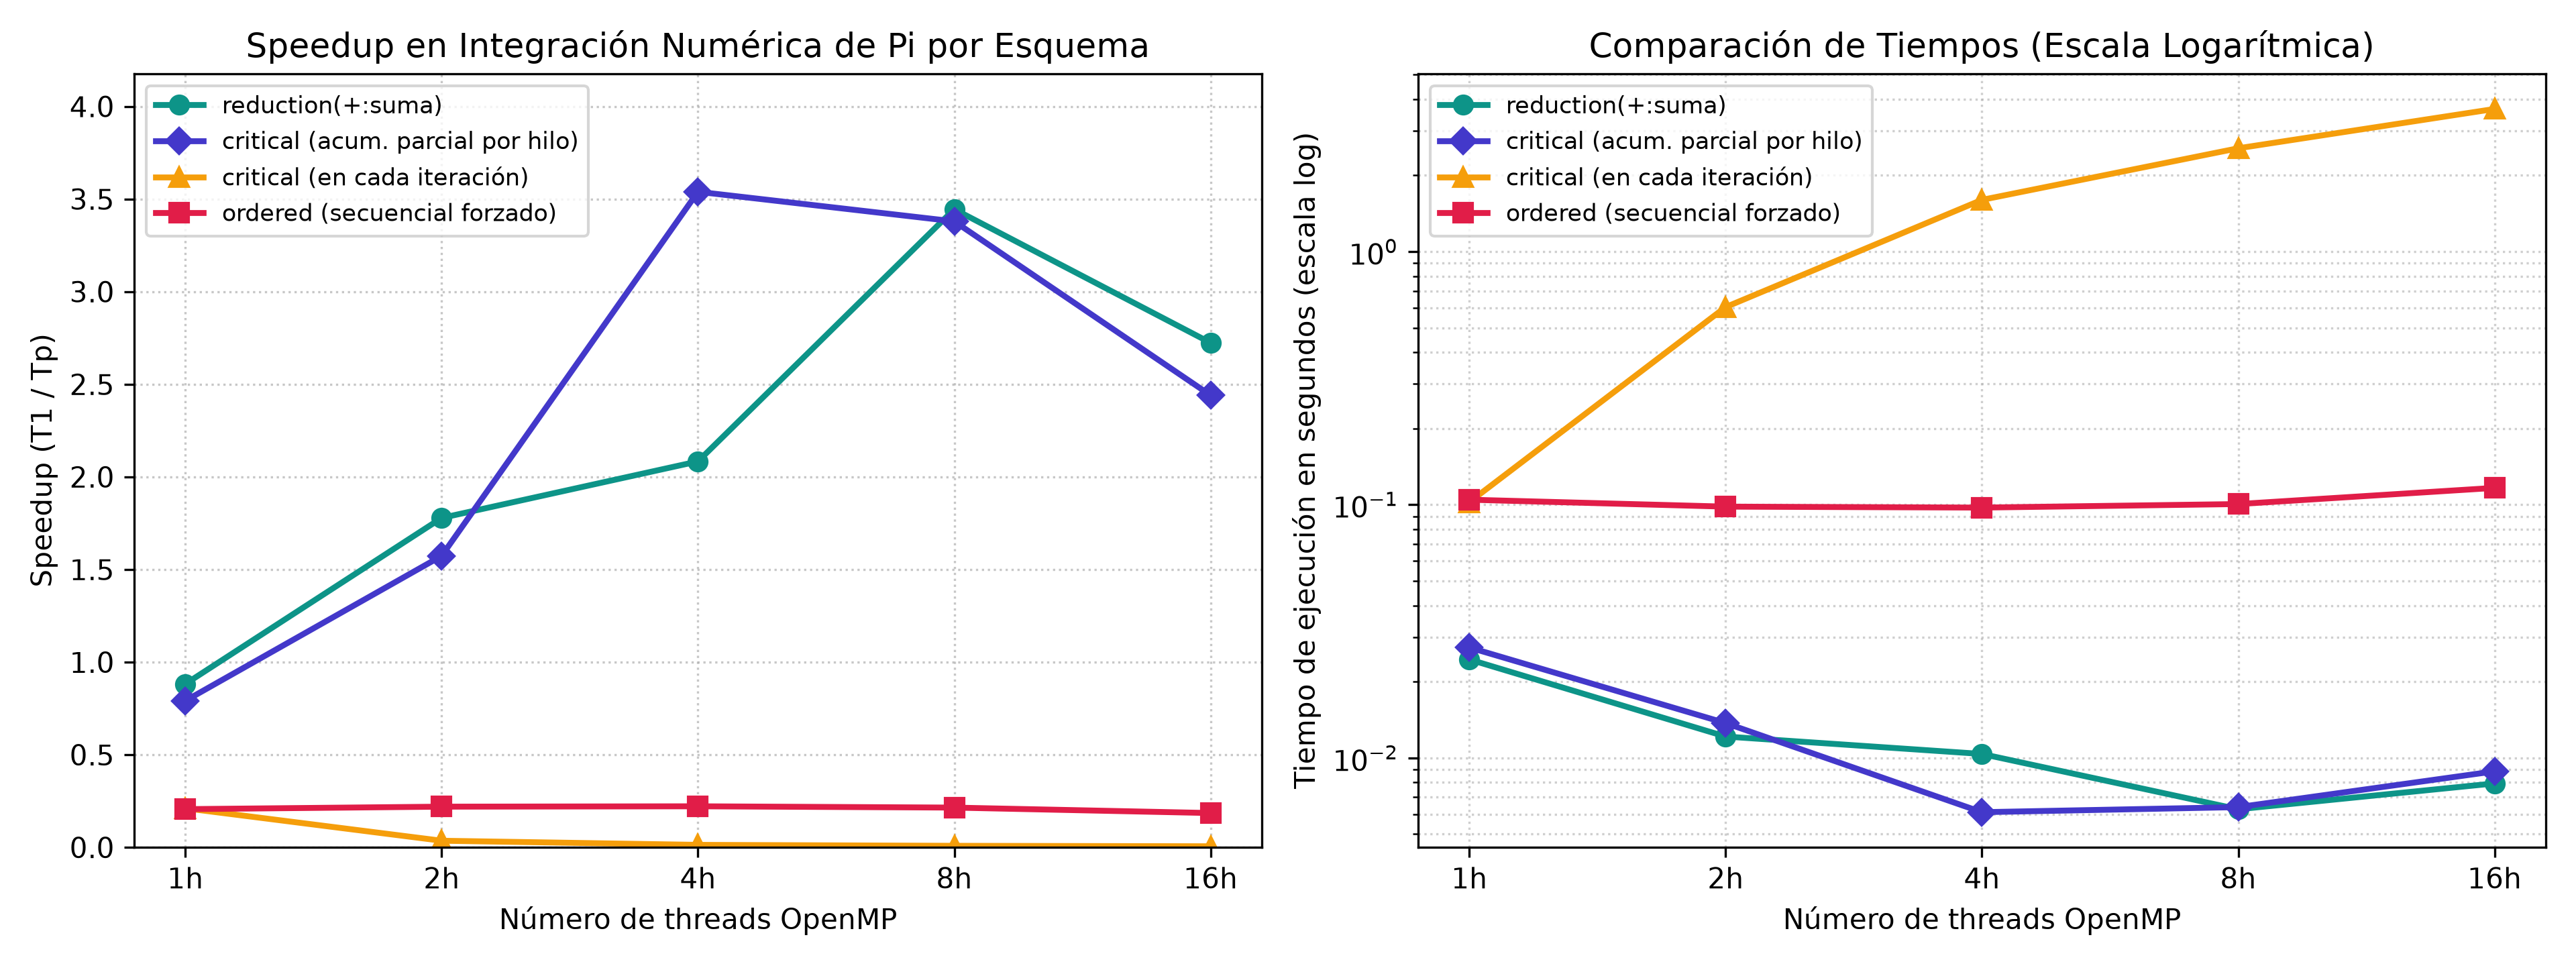 Speedup en Integración Numérica de Pi por Esquema
reduction(+:suma)
critical (acum. parcial por hilo)
critical (en cada iteración)
ordered (secuencial forzado)
Speedup (T1 / Tp)
4.0
3.5
3.0
2.5
2.0
1.5
1.0
0.5
0.0
1h
2h
4h
8h
16h
Número de threads OpenMP
Comparación de Tiempos (Escala Logarítmica)
reduction(+:suma)
critical (acum. parcial por hilo)
critical (en cada iteración)
ordered (secuencial forzado)
Tiempo de ejecución en segundos (escala log)
10⁰
10⁻¹
10⁻²
1h
2h
4h
8h
16h
Número de threads OpenMP